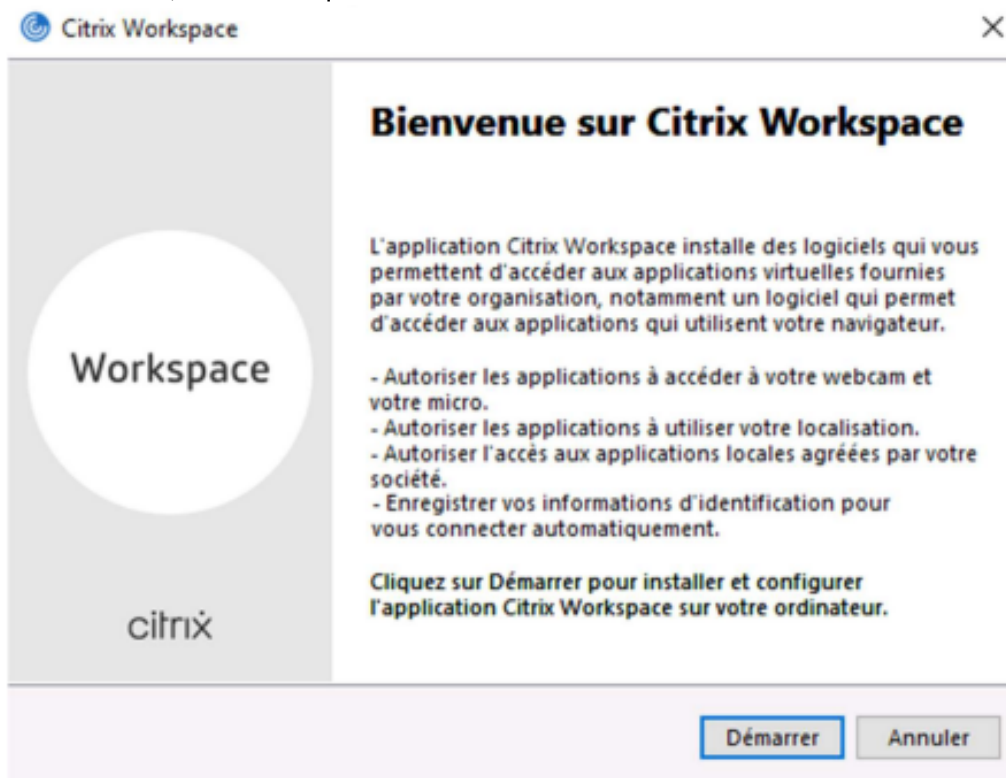 Citrix Workspace
Bienvenue sur Citrix Workspace
L'application Citrix Workspace installe des logiciels qui vous
permettent d'accéder aux applications virtuelles fournies
par votre organisation, notamment un logiciel qui permet
d'accéder aux applications qui utilisent votre navigateur.
- Autoriser les applications à accéder à votre webcam et
votre micro.
- Autoriser les applications à utiliser votre localisation.
- Autoriser l'accès aux applications locales agréées par votre
société.
- Enregistrer vos informations d'identification pour
vous connecter automatiquement.
Cliquez sur Démarrer pour installer et configurer
l'application Citrix Workspace sur votre ordinateur.
Workspace
citrix
Démarrer Annuler